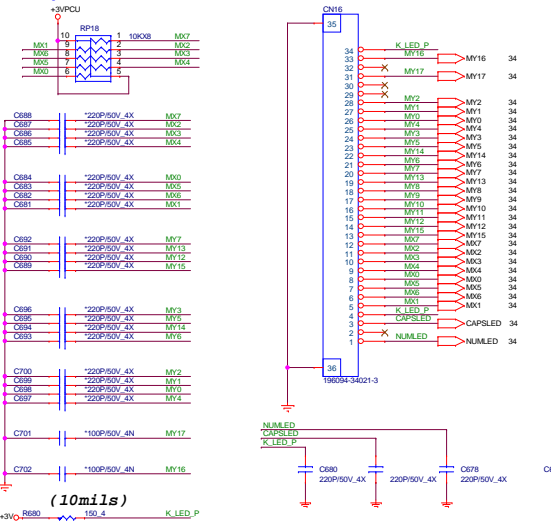 +3VPCU
RP18
10 1 10KX8 MX7
MX1 9 2 MX2
MX6 8 3 MX3
MX5 7 4 MX4
MX0 6 5
C688 *220P/50V_4X MX7
C687 *220P/50V_4X MX2
C686 *220P/50V_4X MX3
C685 *220P/50V_4X MX4
C684 *220P/50V_4X MX0
C683 *220P/50V_4X MX5
C682 *220P/50V_4X MX6
C681 *220P/50V_4X MX1
C692 *220P/50V_4X MY7
C691 *220P/50V_4X MY13
C690 *220P/50V_4X MY12
C689 *220P/50V_4X MY15
C696 *220P/50V_4X MY3
C695 *220P/50V_4X MY5
C694 *220P/50V_4X MY14
C693 *220P/50V_4X MY6
C700 *220P/50V_4X MY2
C699 *220P/50V_4X MY1
C698 *220P/50V_4X MY0
C697 *220P/50V_4X MY4
C701 *100P/50V_4N MY17
C702 *100P/50V_4N MY16
(10mils)
+3V R680 150_4 K_LED_P
CN16
35
34 K_LED_P
33 MY16 MY16 34
32
31 MY17 MY17 34
30
29
28 MY2 MY2 34
27 MY1 MY1 34
26 MY0 MY0 34
25 MY4 MY4 34
24 MY3 MY3 34
23 MY5 MY5 34
22 MY14 MY14 34
21 MY6 MY6 34
20 MY7 MY7 34
19 MY13 MY13 34
18 MY8 MY8 34
17 MY9 MY9 34
16 MY10 MY10 34
15 MY11 MY11 34
14 MY12 MY12 34
13 MY15 MY15 34
12 MX7 MX7 34
11 MX2 MX2 34
10 MX3 MX3 34
9 MX4 MX4 34
8 MX0 MX0 34
7 MX5 MX5 34
6 MX6 MX6 34
5 MX1 MX1 34
4 K_LED_P
3 CAPSLED CAPSLED 34
2
1 NUMLED NUMLED 34
36
196094-34021-3
NUMLED
CAPSLED
K_LED_P
C680 C678
220P/50V_4X 220P/50V_4X 220P/50V_4X